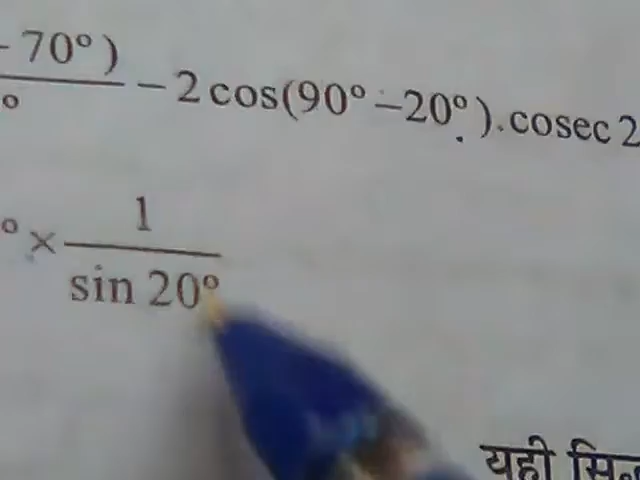 - 70°)
° - 2 cos(90° - 20°).cosec 2
° × 1
sin 20°
यही